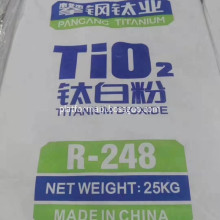 攀钢钛业
PANGANG TITANIUM
TiO2
钛白粉
TITANIUM DIOXIDE
R-248
NET WEIGHT: 25KG
MADE IN CHINA